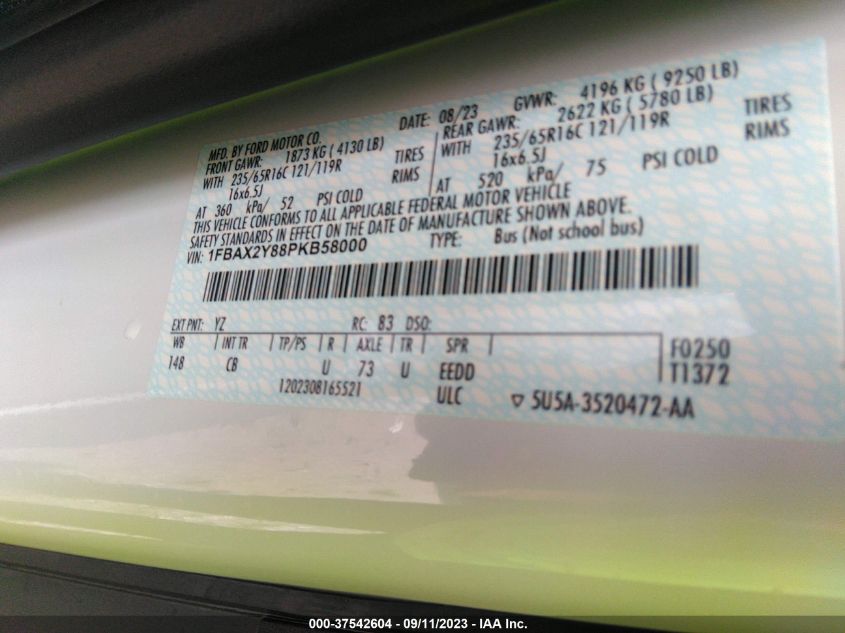 MFD. BY FORD MOTOR CO. DATE: 08/23 GVWR: 4196 KG ( 9250 LB)
FRONT GAWR: 1873 KG ( 4130 LB) REAR GAWR: 2622 KG ( 5780 LB)
WITH 235/65R16C 121/119R TIRES WITH 235/65R16C 121/119R TIRES
16x6.5J RIMS 16x6.5J RIMS
AT 360 kPa/ 52 PSI COLD AT 520 kPa/ 75 PSI COLD
THIS VEHICLE CONFORMS TO ALL APPLICABLE FEDERAL MOTOR VEHICLE
SAFETY STANDARDS IN EFFECT ON THE DATE OF MANUFACTURE SHOWN ABOVE.
VIN: 1FBAX2Y88PKB58000 TYPE: Bus (Not school bus)
EXT PNT: YZ RC: 83 DSO:
WB INT TR TP/PS R AXLE TR SPR F0250
148 CB U 73 U EEDD T1372
1202308165521 ULC ▽ 5U5A-3520472-AA
000-37542604 - 09/11/2023 - IAA Inc.